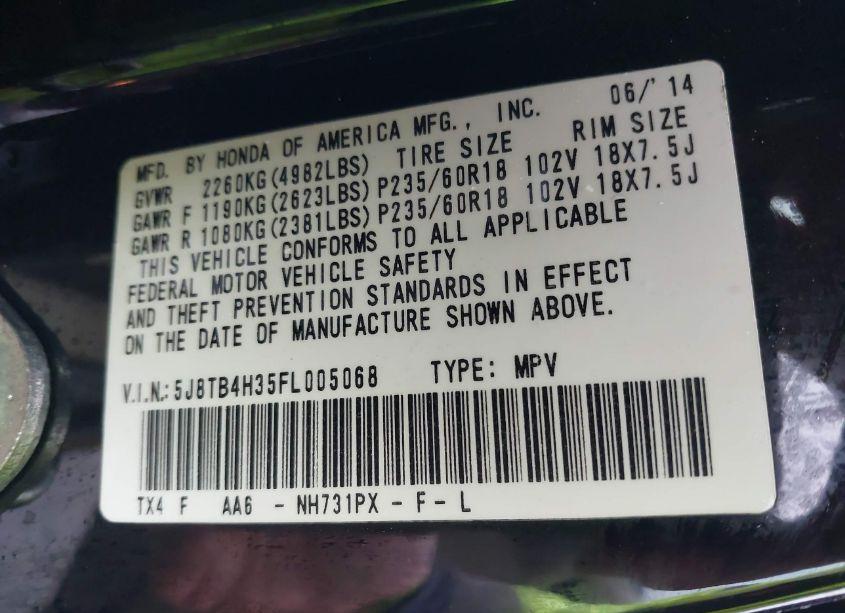 MFD. BY HONDA OF AMERICA MFG., INC. 06/'14
GVWR 2260KG(4982LBS) TIRE SIZE RIM SIZE
GAWR F 1190KG(2623LBS) P235/60R18 102V 18X7.5J
GAWR R 1080KG(2381LBS) P235/60R18 102V 18X7.5J
THIS VEHICLE CONFORMS TO ALL APPLICABLE
FEDERAL MOTOR VEHICLE SAFETY
AND THEFT PREVENTION STANDARDS IN EFFECT
ON THE DATE OF MANUFACTURE SHOWN ABOVE.
V.I.N.: 5J8TB4H35FL005068 TYPE: MPV
TX4 F AA6 - NH731PX - F - L